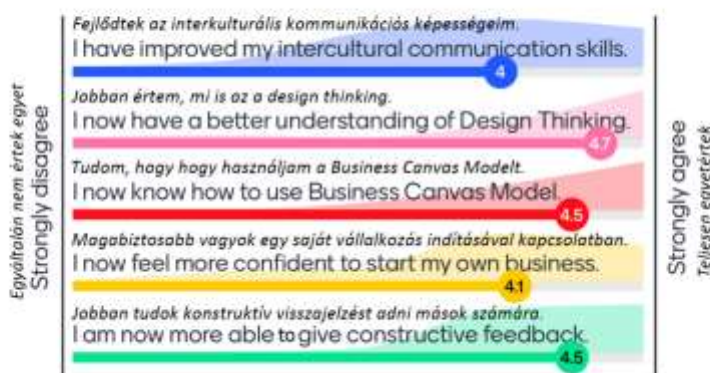 Fejlődtek az interkulturális kommunikációs képességeim.
I have improved my intercultural communication skills.
4
Jobban értem, mi is az a design thinking.
I now have a better understanding of Design Thinking.
4.7
Tudom, hogy hogy használjam a Business Canvas Modelt.
I now know how to use Business Canvas Model.
4.5
Magabiztosabb vagyok egy saját vállalkozás indításával kapcsolatban.
I now feel more confident to start my own business.
4.1
Jobban tudok konstruktív visszajelzést adni mások számára.
I am now more able to give constructive feedback.
4.5
Egyáltalán nem értek egyet
Strongly disagree
Strongly agree
Teljesen egyetértek